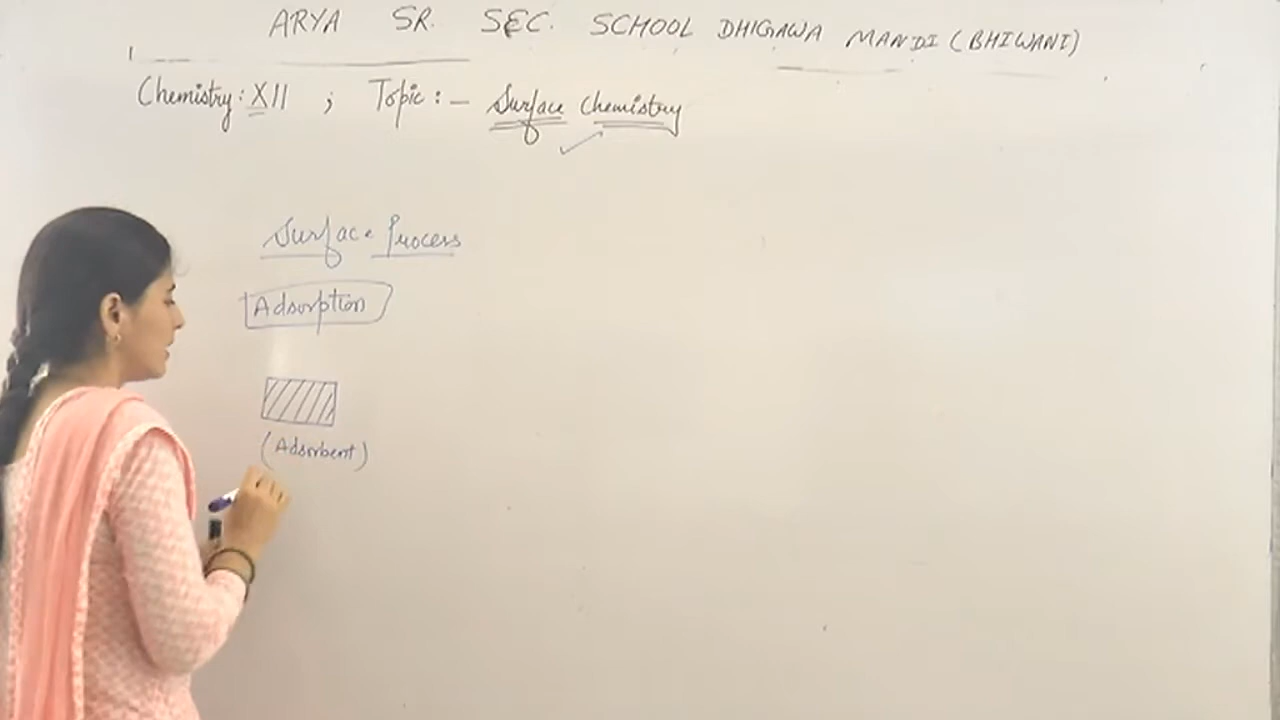 ARYA SR. SEC. SCHOOL DHIGAWA MANDI (BHIWANI)
Chemistry: XII ; Topic :- Surface Chemistry
Surface Process
Adsorption
(Adsorbent)